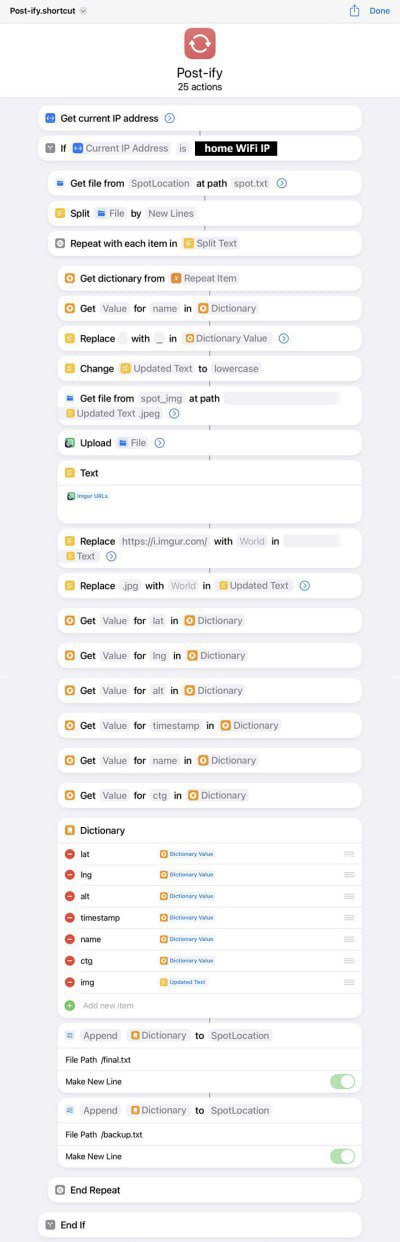 Post-ify.shortcut
Done
Post-ify
25 actions
Get current IP address
If Current IP Address is home WiFi IP
Get file from SpotLocation at path spot.txt
Split File by New Lines
Repeat with each item in Split Text
Get dictionary from Repeat Item
Get Value for name in Dictionary
Replace with _ in Dictionary Value
Change Updated Text to lowercase
Get file from spot_img at path
Updated Text .jpeg
Upload File
Text
Imgur URLs
Replace https://i.imgur.com/ with World in
Text
Replace .jpg with World in Updated Text
Get Value for lat in Dictionary
Get Value for lng in Dictionary
Get Value for alt in Dictionary
Get Value for timestamp in Dictionary
Get Value for name in Dictionary
Get Value for ctg in Dictionary
Dictionary
lat Dictionary Value
lng Dictionary Value
alt Dictionary Value
timestamp Dictionary Value
name Dictionary Value
ctg Dictionary Value
img Updated Text
Add new item
Append Dictionary to SpotLocation
File Path /final.txt
Make New Line
Append Dictionary to SpotLocation
File Path /backup.txt
Make New Line
End Repeat
End If